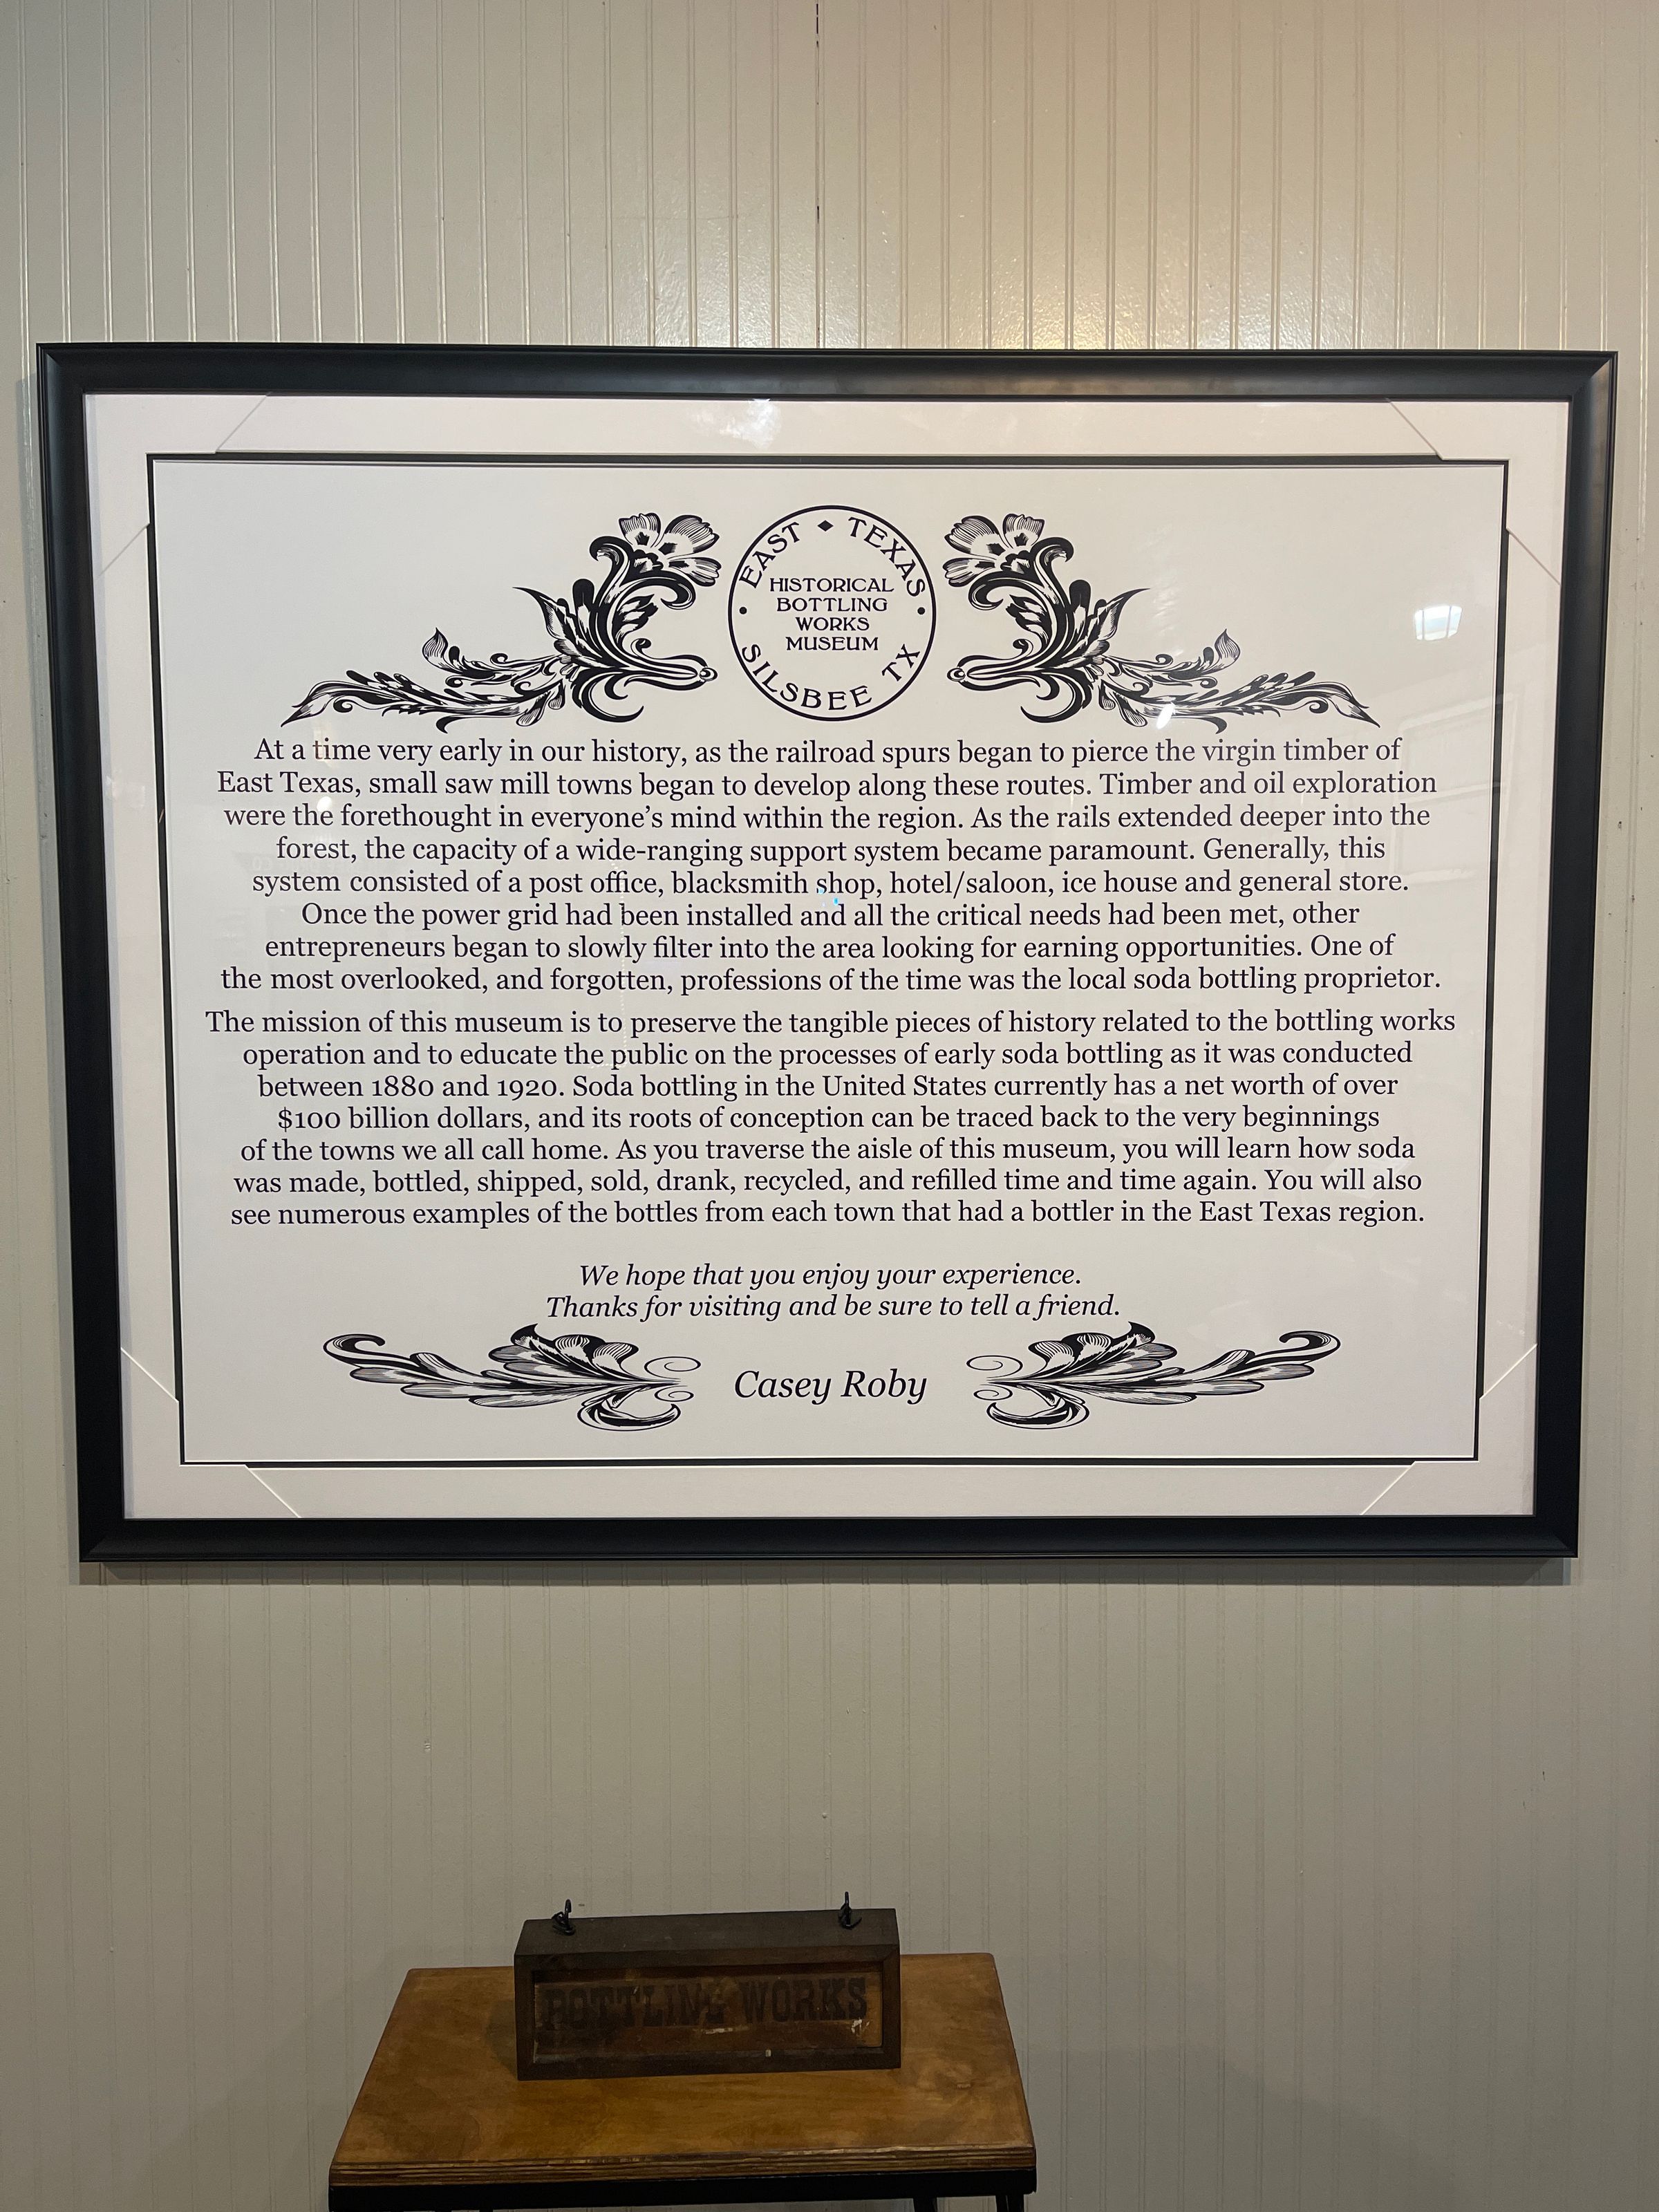 EAST ◆ TEXAS
HISTORICAL
BOTTLING
WORKS
MUSEUM
SILSBEE TX
At a time very early in our history, as the railroad spurs began to pierce the virgin timber of
East Texas, small saw mill towns began to develop along these routes. Timber and oil exploration
were the forethought in everyone’s mind within the region. As the rails extended deeper into the
forest, the capacity of a wide-ranging support system became paramount. Generally, this
system consisted of a post office, blacksmith shop, hotel/saloon, ice house and general store.
Once the power grid had been installed and all the critical needs had been met, other
entrepreneurs began to slowly filter into the area looking for earning opportunities. One of
the most overlooked, and forgotten, professions of the time was the local soda bottling proprietor.
The mission of this museum is to preserve the tangible pieces of history related to the bottling works
operation and to educate the public on the processes of early soda bottling as it was conducted
between 1880 and 1920. Soda bottling in the United States currently has a net worth of over
$100 billion dollars, and its roots of conception can be traced back to the very beginnings
of the towns we all call home. As you traverse the aisle of this museum, you will learn how soda
was made, bottled, shipped, sold, drank, recycled, and refilled time and time again. You will also
see numerous examples of the bottles from each town that had a bottler in the East Texas region.
We hope that you enjoy your experience.
Thanks for visiting and be sure to tell a friend.
Casey Roby
BOTTLING WORKS